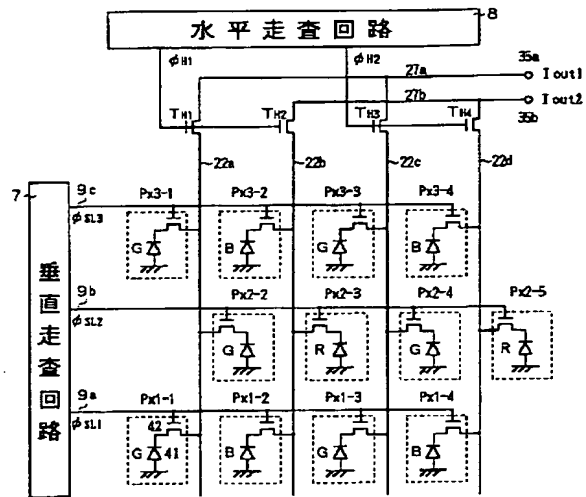 水平走査回路
8
φH1
φH2
27a
35a
Iout1
27b
Iout2
35b
TH1
TH2
TH3
TH4
22a
22b
22c
22d
7
9c
φSL3
Px3-1
Px3-2
Px3-3
Px3-4
G
B
G
B
垂直走査回路
9b
φSL2
Px2-2
Px2-3
Px2-4
Px2-5
G
R
G
R
9a
φSL1
Px1-1
Px1-2
Px1-3
Px1-4
42
G
41
B
G
B